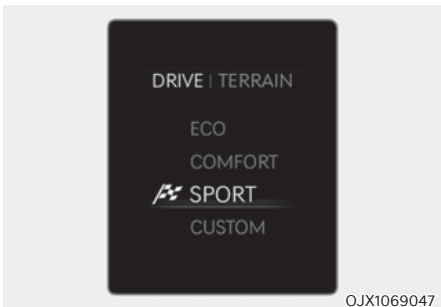 DRIVE | TERRAIN
ECO
COMFORT
SPORT
CUSTOM
OJX1069047